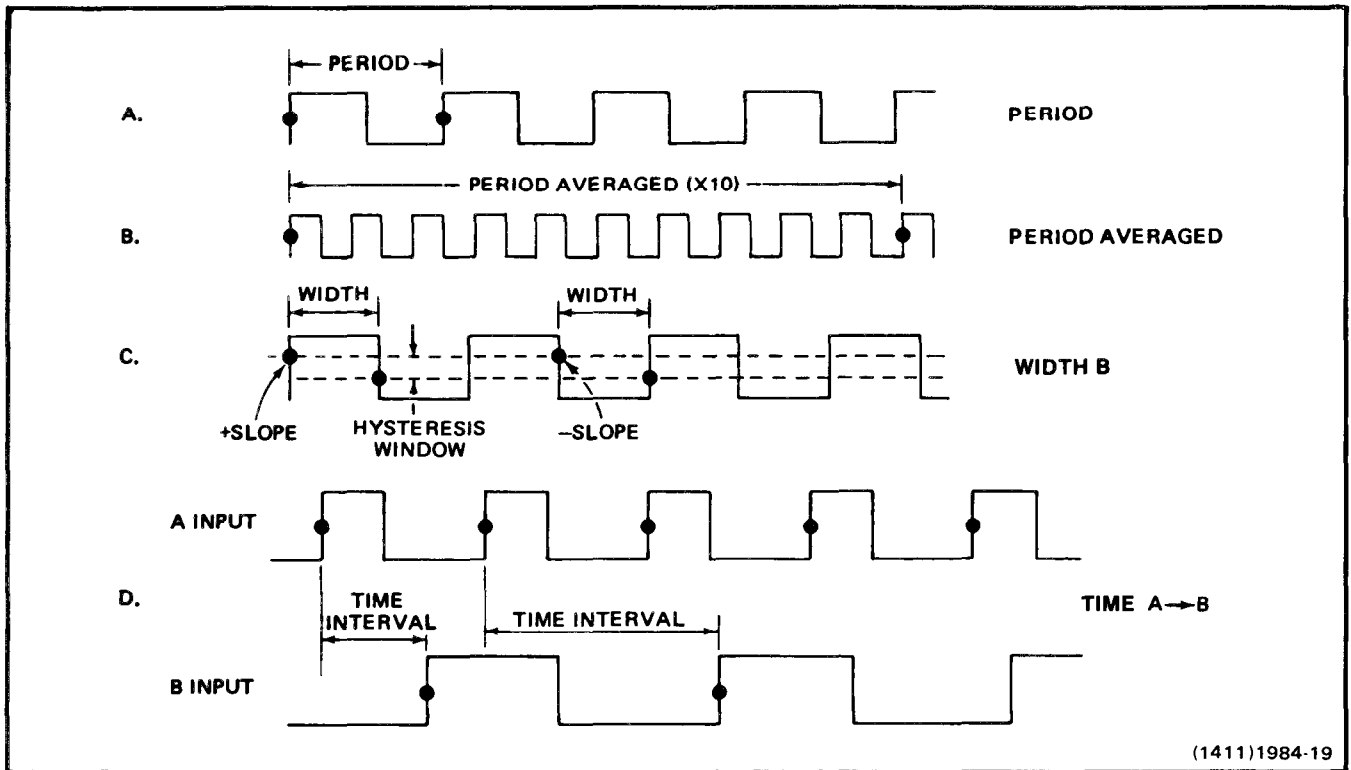 PERIOD
A.
PERIOD
PERIOD AVERAGED (X10)
B.
PERIOD AVERAGED
WIDTH
WIDTH
C.
WIDTH B
+SLOPE
HYSTERESIS
WINDOW
−SLOPE
A INPUT
D.
TIME
INTERVAL
TIME INTERVAL
TIME A→B
B INPUT
(1411)1984-19